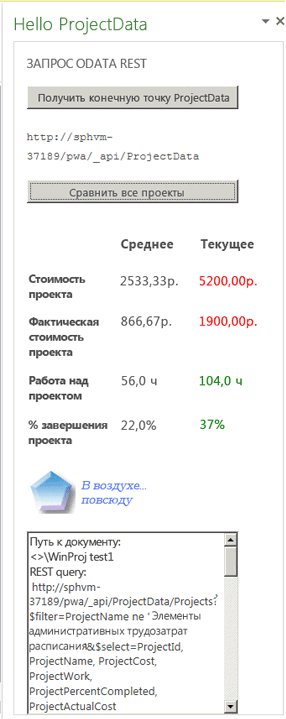 Hello ProjectData
ЗАПРОС ODATA REST
Получить конечную точку ProjectData
http://sphvm-
37189/pwa/_api/ProjectData
Сравнить все проекты
Среднее Текущее
Стоимость
проекта 2533,33р. 5200,00р.
Фактическая
стоимость
проекта 866,67р. 1900,00р.
Работа над
проектом 56,0 ч 104,0 ч
% завершения
проекта 22,0% 37%
В воздухе...
повсюду
Путь к документу:
<>\WinProj test1
REST query:
http://sphvm-
37189/pwa/_api/ProjectData/Projects?
$filter=ProjectName ne 'Элементы
административных трудозатрат
расписания&$select=ProjectId,
ProjectName, ProjectCost,
ProjectWork,
ProjectPercentCompleted,
ProjectActualCost